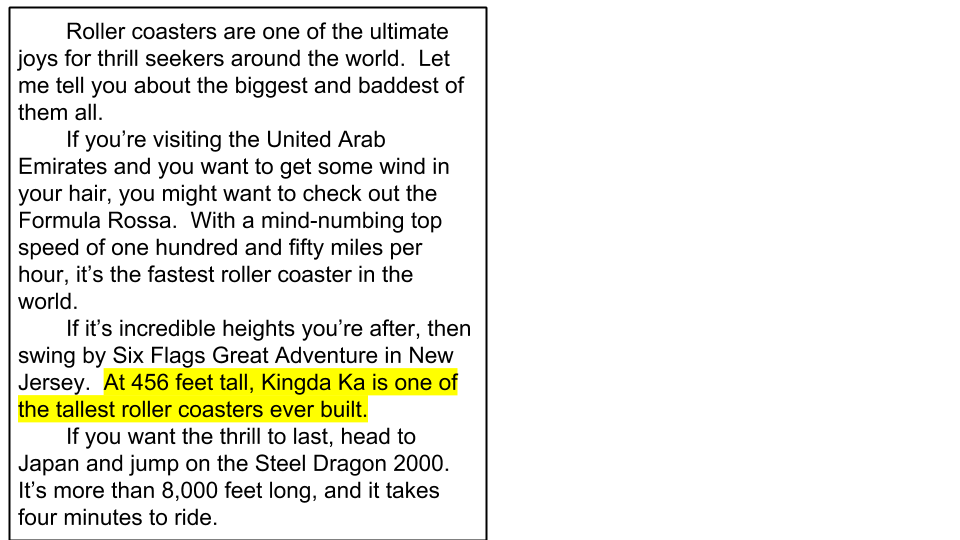 Roller coasters are one of the ultimate
joys for thrill seekers around the world.  Let
me tell you about the biggest and baddest of
them all.
If you’re visiting the United Arab
Emirates and you want to get some wind in
your hair, you might want to check out the
Formula Rossa.  With a mind-numbing top
speed of one hundred and fifty miles per
hour, it’s the fastest roller coaster in the
world.
If it’s incredible heights you’re after, then
swing by Six Flags Great Adventure in New
Jersey.  At 456 feet tall, Kingda Ka is one of
the tallest roller coasters ever built.
If you want the thrill to last, head to
Japan and jump on the Steel Dragon 2000.
It’s more than 8,000 feet long, and it takes
four minutes to ride.